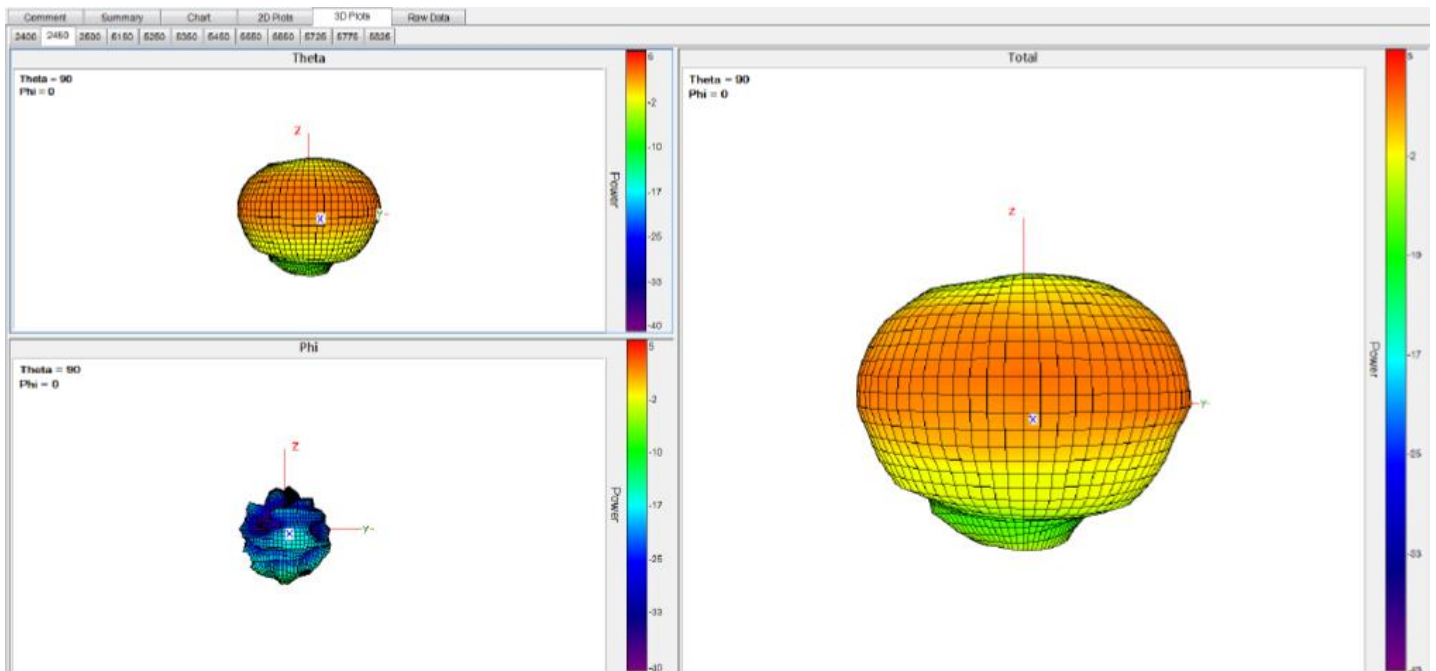 Comment Summary Chart 2D Plots 3D Plots Raw Data
2400 2450 2500 5150 5250 5350 5450 5550 5650 5725 5775 5825
Theta
Theta = 90
Phi = 0
Z
X
Y
5
-2
-10
-17
-25
-33
-40
Power
Phi
Theta = 90
Phi = 0
Z
X
Y
5
-2
-10
-17
-25
-33
-40
Power
Total
Theta = 90
Phi = 0
Z
X
Y
5
-2
-10
-17
-25
-33
Power